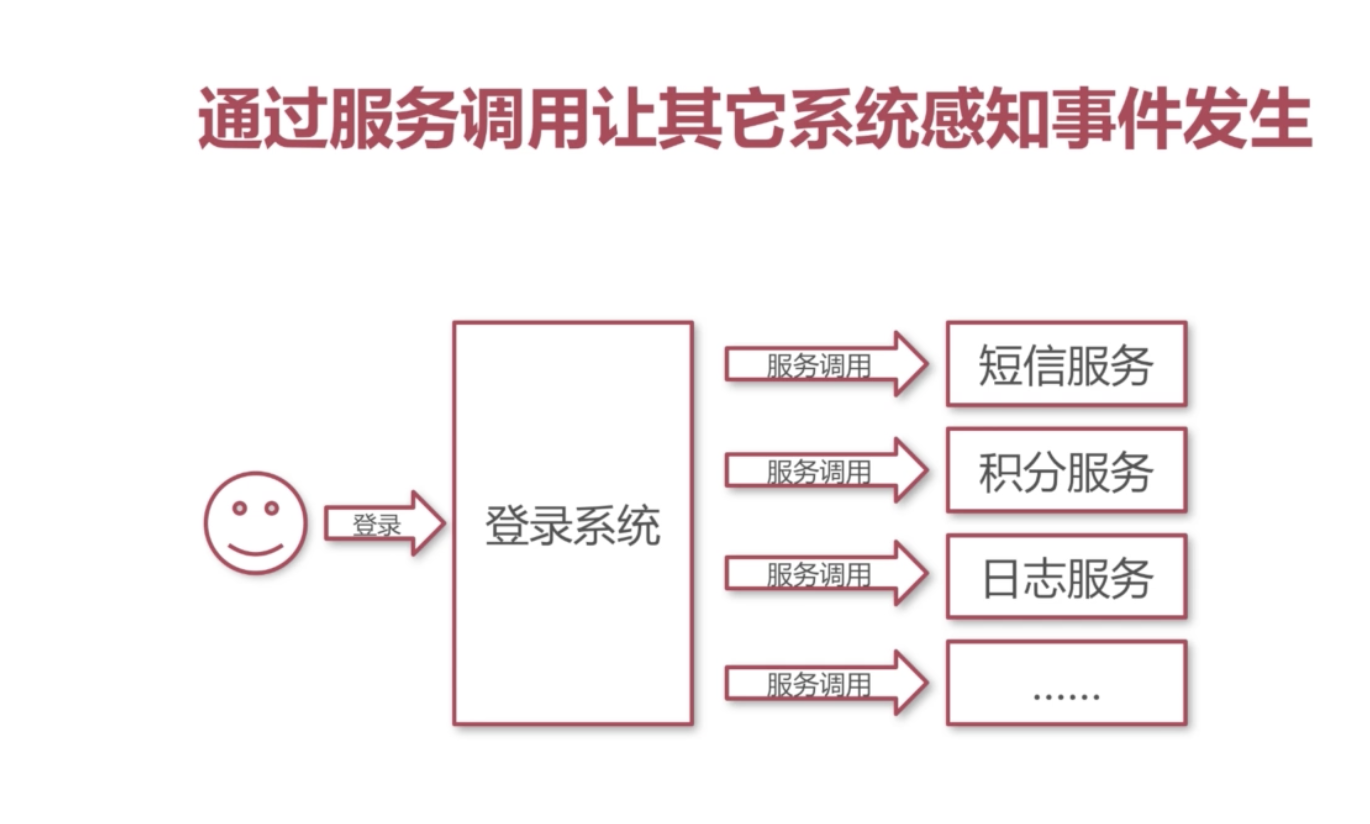 通过服务调用让其它系统感知事件发生
服务调用
短信服务
服务调用
积分服务
登录
登录系统
服务调用
日志服务
服务调用
......